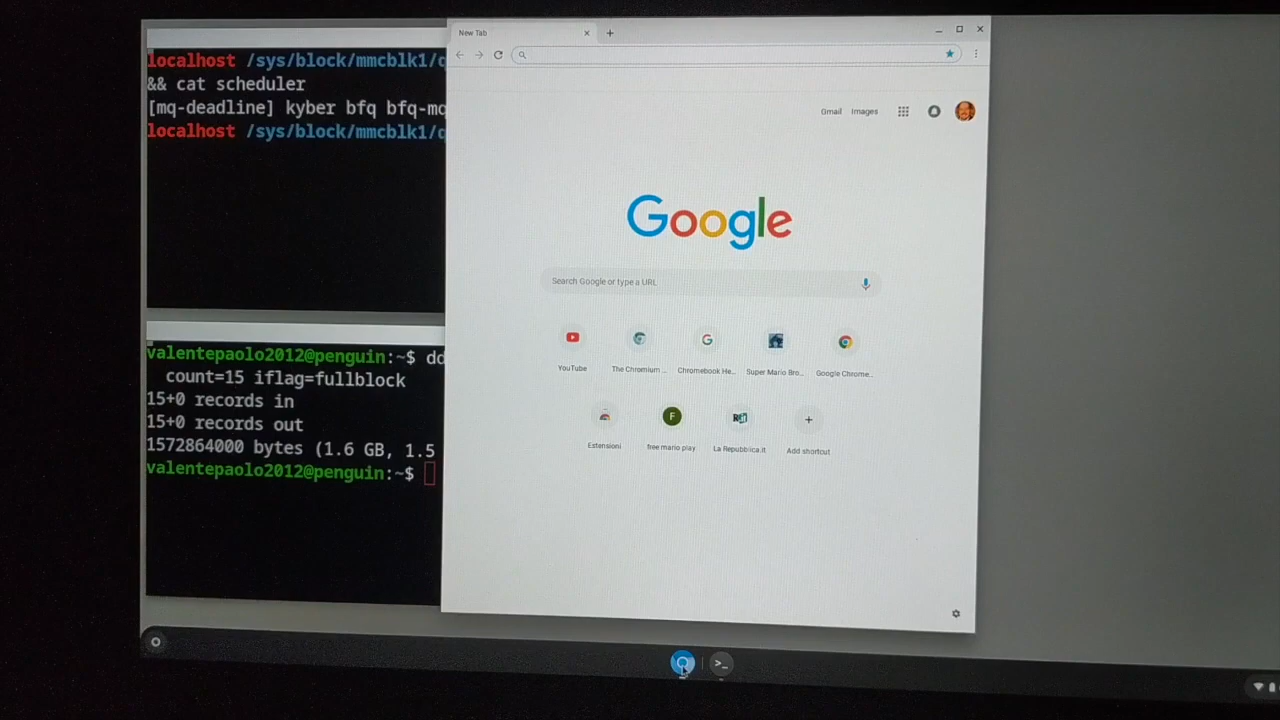 localhost /sys/block/mmcblk1/q
&& cat scheduler
[mq-deadline] kyber bfq bfq-mq
localhost /sys/block/mmcblk1/q
valentepaolo2012@penguin:~$ dd
count=15 iflag=fullblock
15+0 records in
15+0 records out
1572864000 bytes (1.6 GB, 1.5
valentepaolo2012@penguin:~$
New Tab
Gmail Images
Google
Search Google or type a URL
YouTube
The Chromium ...
Chromebook He...
Super Mario Bro...
Google Chrome...
F
Estensioni
free mario play
La Repubblica.it
Add shortcut
>_